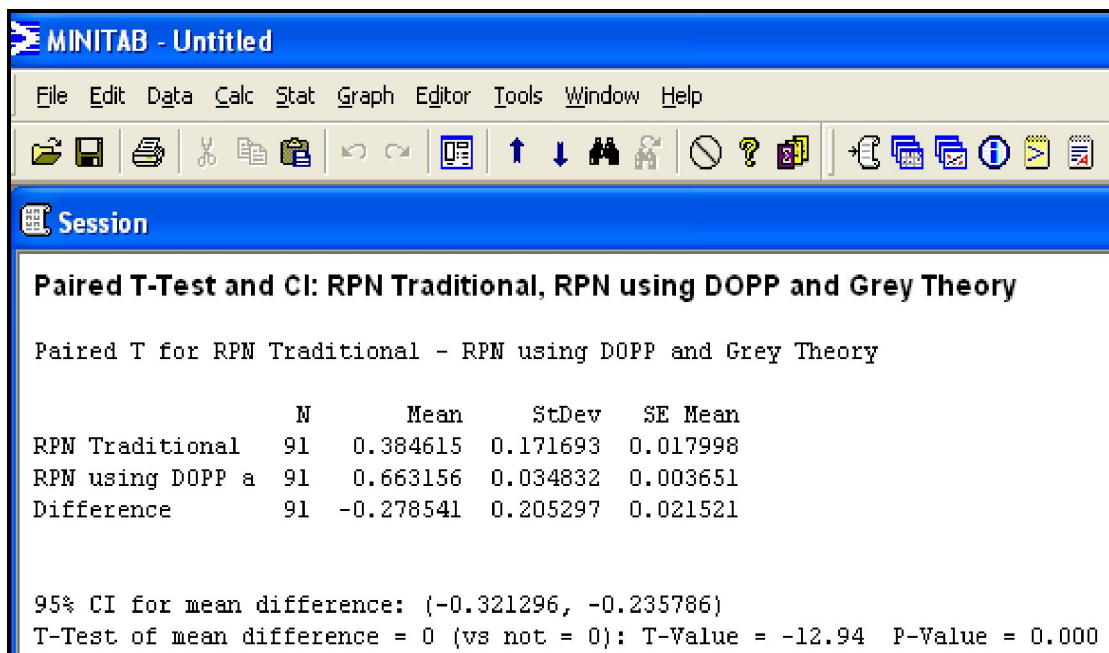 MINITAB - Untitled
File Edit Data Calc Stat Graph Editor Tools Window Help
Session
Paired T-Test and CI: RPN Traditional, RPN using DOPP and Grey Theory
Paired T for RPN Traditional - RPN using DOPP and Grey Theory
N Mean StDev SE Mean
RPN Traditional 91 0.384615 0.171693 0.017998
RPN using DOPP a 91 0.663156 0.034832 0.003651
Difference 91 -0.278541 0.205297 0.021521
95% CI for mean difference: (-0.321296, -0.235786)
T-Test of mean difference = 0 (vs not = 0): T-Value = -12.94 P-Value = 0.000